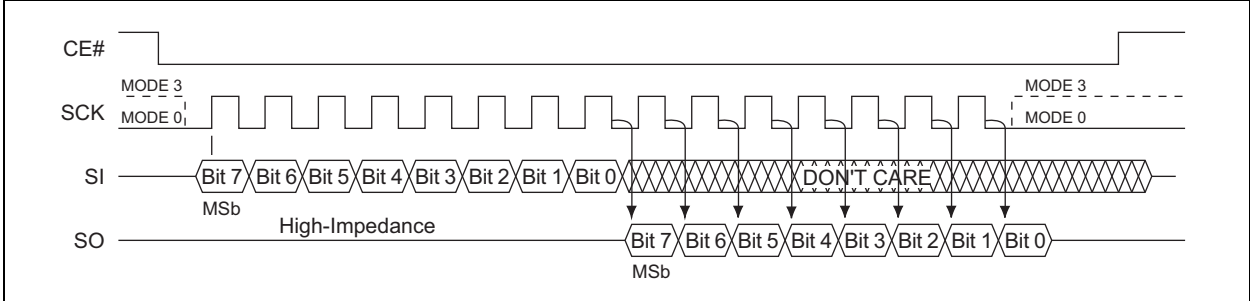 CE#
MODE 3 MODE 3
SCK MODE 0 MODE 0
SI Bit 7 Bit 6 Bit 5 Bit 4 Bit 3 Bit 2 Bit 1 Bit 0 DON'T CARE
MSb
High-Impedance
SO Bit 7 Bit 6 Bit 5 Bit 4 Bit 3 Bit 2 Bit 1 Bit 0
MSb